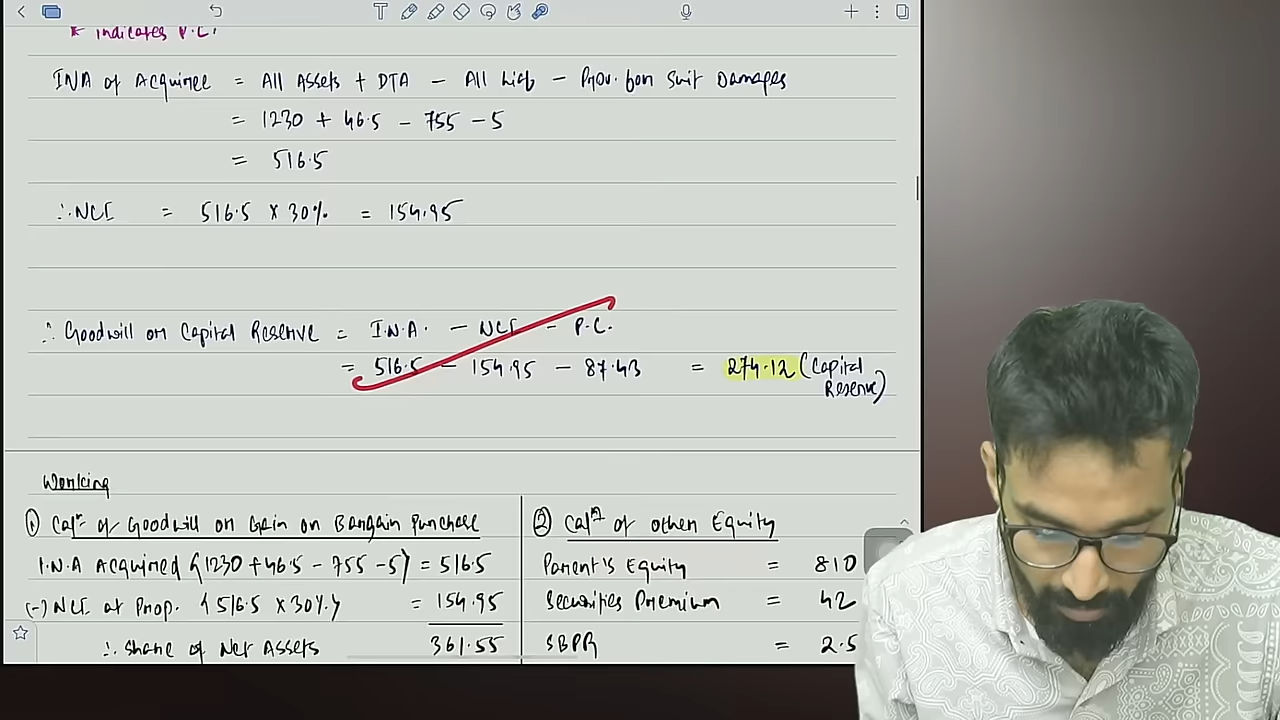 * indicates P.C.
INA of Acquiree = All Assets + DTA - All Liab - Prov. for Suit Damages
= 1230 + 46.5 - 755 - 5
= 516.5
∴ NCI = 516.5 x 30% = 154.95
∴ Goodwill or Capital Reserve = I.N.A. - NCI - P.C.
= 516.5 - 154.95 - 87.43 = 274.12 (Capital Reserve)
Working
① Calⁿ of Goodwill or Gain on Bargain Purchase
I.N.A Acquired {1230 + 46.5 - 755 - 5} = 516.5
(-) NCI at Prop. {516.5 x 30%} = 154.95
∴ Share of Net Assets 361.55
② Calⁿ of Other Equity
Parent's Equity = 810
Securities Premium = 42
SBPR = 2.5
T